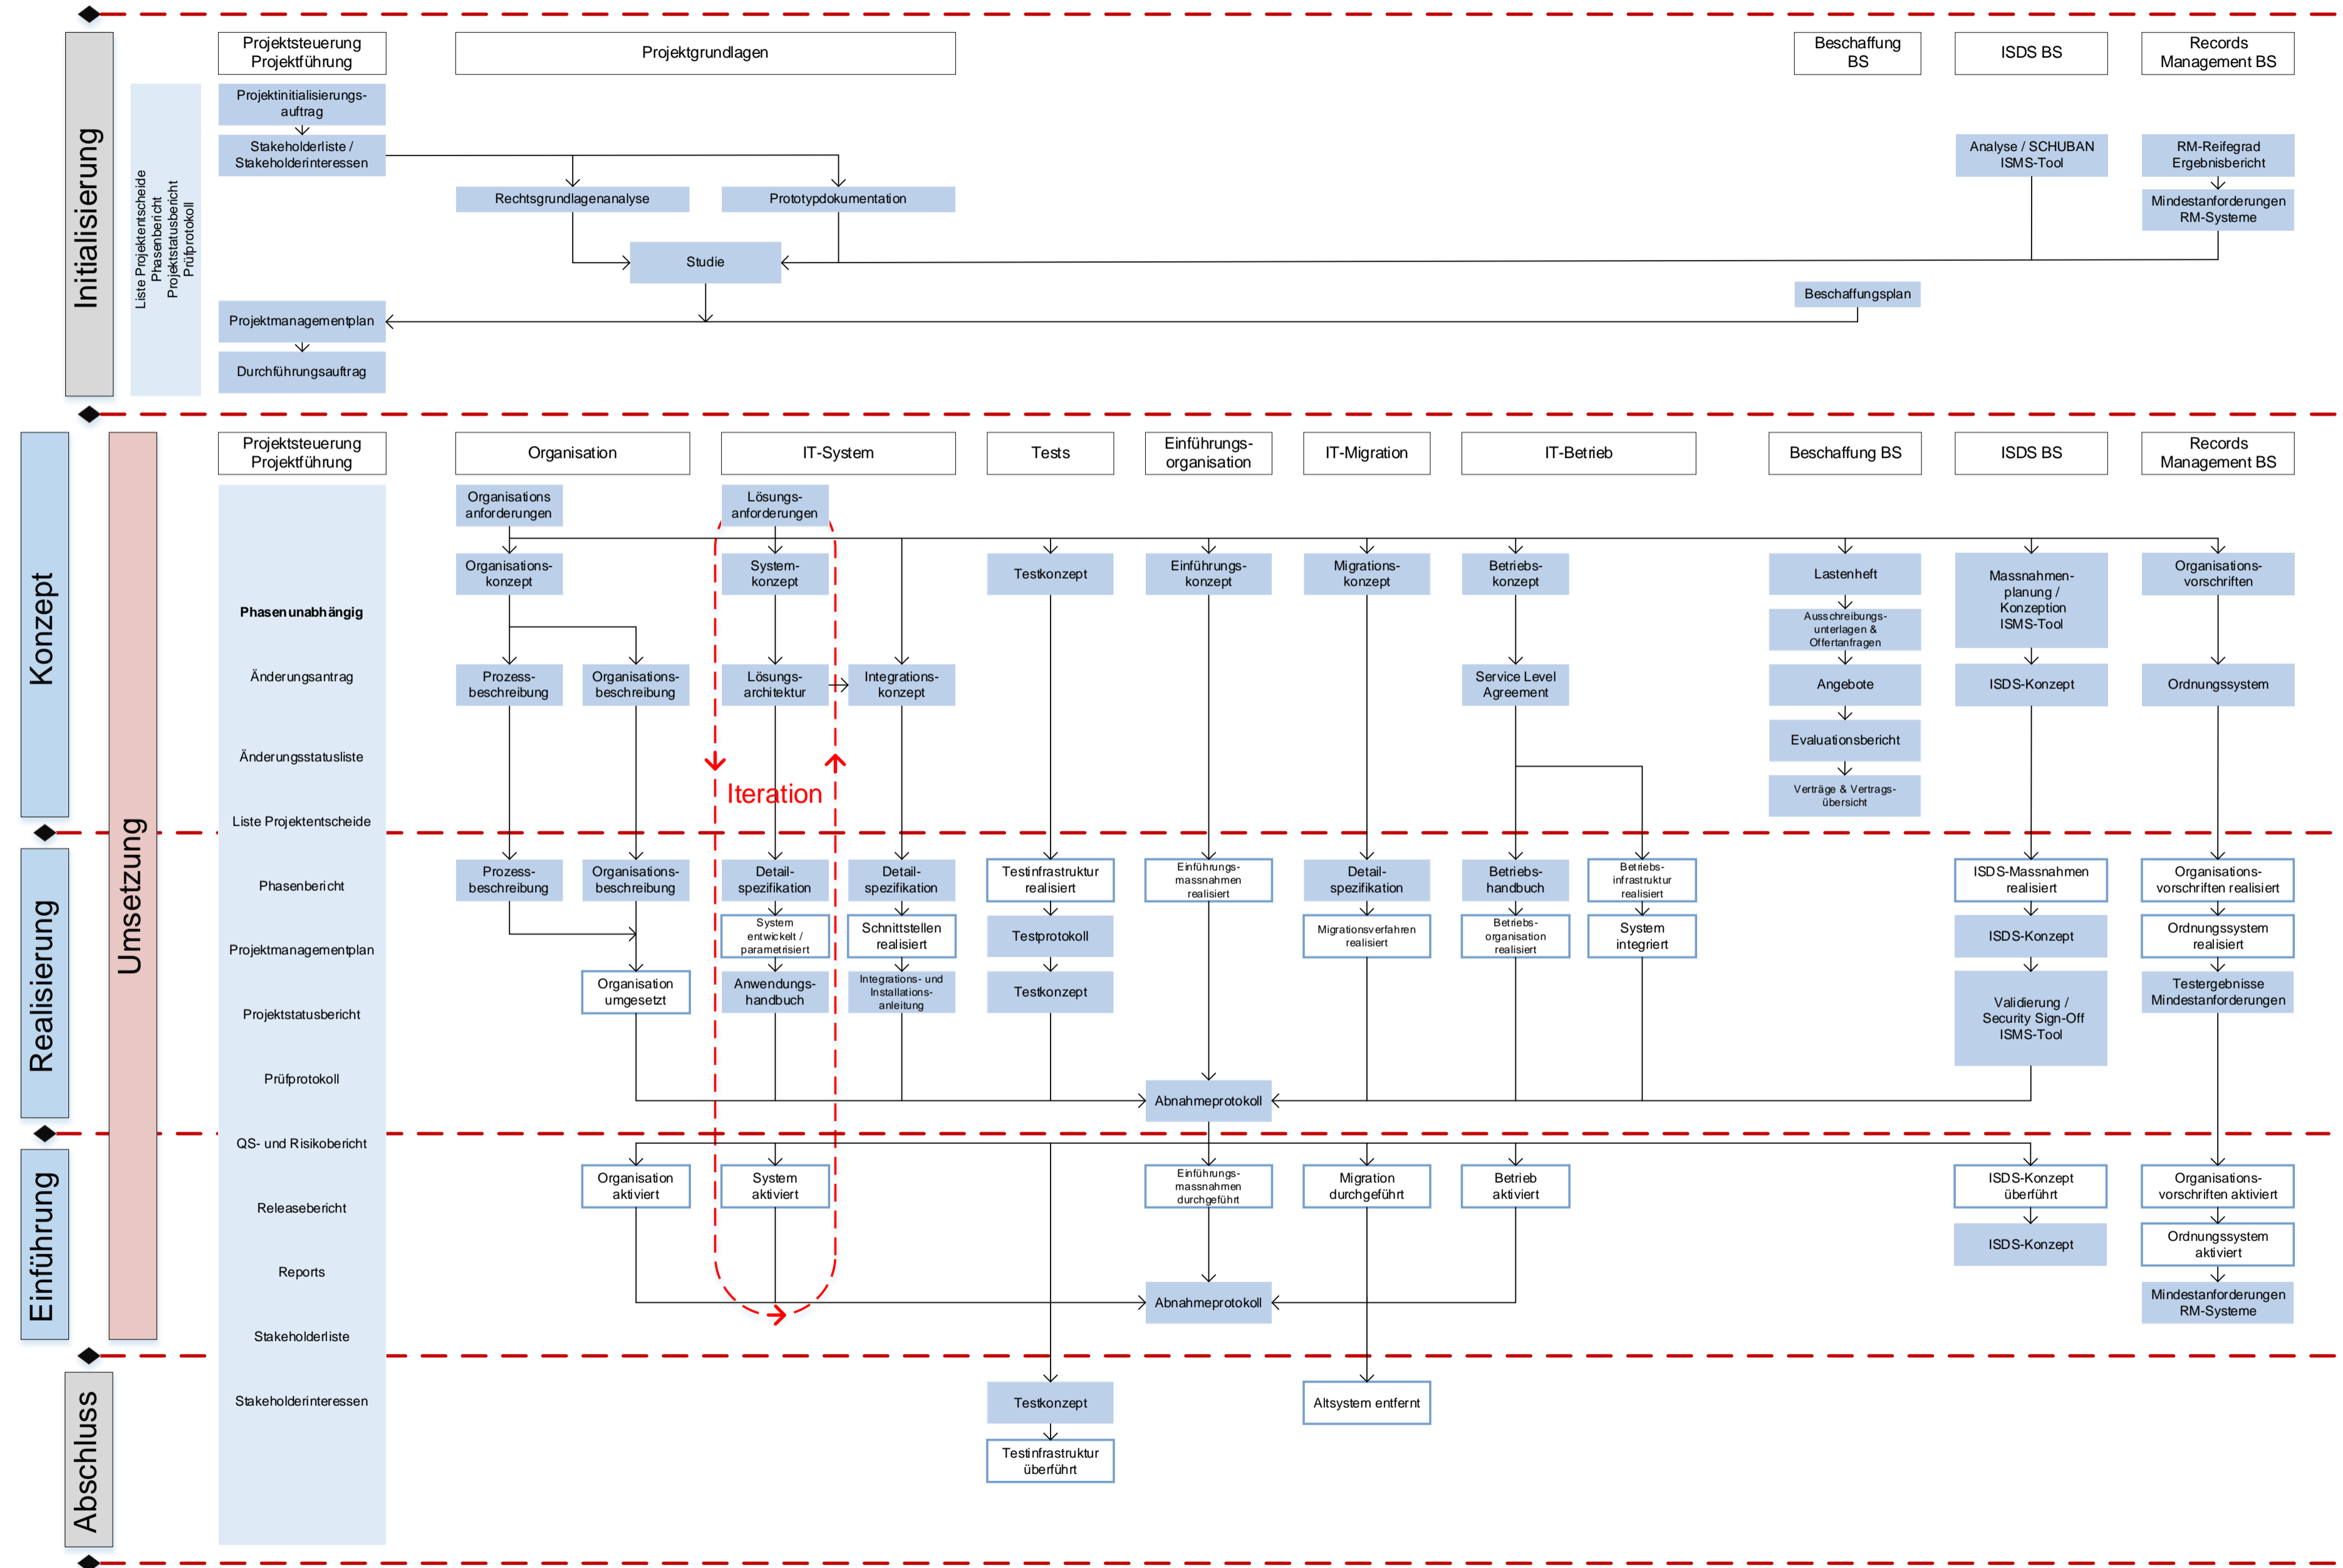 Initialisierung
Projektsteuerung
Projektführung
Projektgrundlagen
Beschaffung
BS
ISDS BS
Records
Management BS
Liste Projektentscheide
Phasenbericht
Projektstatusbericht
Prüfprotokoll
Projektinitialisierungs-
auftrag
Stakeholderliste /
Stakeholderinteressen
Analyse / SCHUBAN
ISMS-Tool
RM-Reifegrad
Ergebnisbericht
Rechtsgrundlagenanalyse
Prototypdokumentation
Mindestanforderungen
RM-Systeme
Studie
Beschaffungsplan
Projektmanagementplan
Durchführungsauftrag
Konzept
Umsetzung
Projektsteuerung
Projektführung
Organisation
IT-System
Tests
Einführungs-
organisation
IT-Migration
IT-Betrieb
Beschaffung BS
ISDS BS
Records
Management BS
Phasenunabhängig
Änderungsantrag
Änderungsstatusliste
Liste Projektentscheide
Phasenbericht
Projektmanagementplan
Projektstatusbericht
Prüfprotokoll
QS- und Risikobericht
Releasebericht
Reports
Stakeholderliste
Stakeholderinteressen
Organisations
anforderungen
Lösungs-
anforderungen
Organisations-
konzept
System-
konzept
Testkonzept
Einführungs-
konzept
Migrations-
konzept
Betriebs-
konzept
Lastenheft
Massnahmen-
planung /
Konzeption
ISMS-Tool
Organisations-
vorschriften
Ausschreibungs-
unterlagen &
Offertanfragen
Prozess-
beschreibung
Organisations-
beschreibung
Lösungs-
architektur
Integrations-
konzept
Service Level
Agreement
Angebote
ISDS-Konzept
Ordnungssystem
Evaluationsbericht
Iteration
Verträge & Vertrags-
übersicht
Realisierung
Prozess-
beschreibung
Organisations-
beschreibung
Detail-
spezifikation
Detail-
spezifikation
Testinfrastruktur
realisiert
Einführungs-
massnahmen
realisiert
Detail-
spezifikation
Betriebs-
handbuch
Betriebs-
infrastruktur
realisiert
ISDS-Massnahmen
realisiert
Organisations-
vorschriften realisiert
System
entwickelt /
parametrisiert
Schnittstellen
realisiert
Testprotokoll
Migrationsverfahren
realisiert
Betriebs-
organisation
realisiert
System
integriert
ISDS-Konzept
Ordnungssystem
realisiert
Organisation
umgesetzt
Anwendungs-
handbuch
Integrations- und
Installations-
anleitung
Testkonzept
Validierung /
Security Sign-Off
ISMS-Tool
Testergebnisse
Mindestanforderungen
Abnahmeprotokoll
Einführung
Organisation
aktiviert
System
aktiviert
Einführungs-
massnahmen
durchgeführt
Migration
durchgeführt
Betrieb
aktiviert
ISDS-Konzept
überführt
Organisations-
vorschriften aktiviert
ISDS-Konzept
Ordnungssystem
aktiviert
Abnahmeprotokoll
Mindestanforderungen
RM-Systeme
Abschluss
Testkonzept
Altsystem entfernt
Testinfrastruktur
überführt